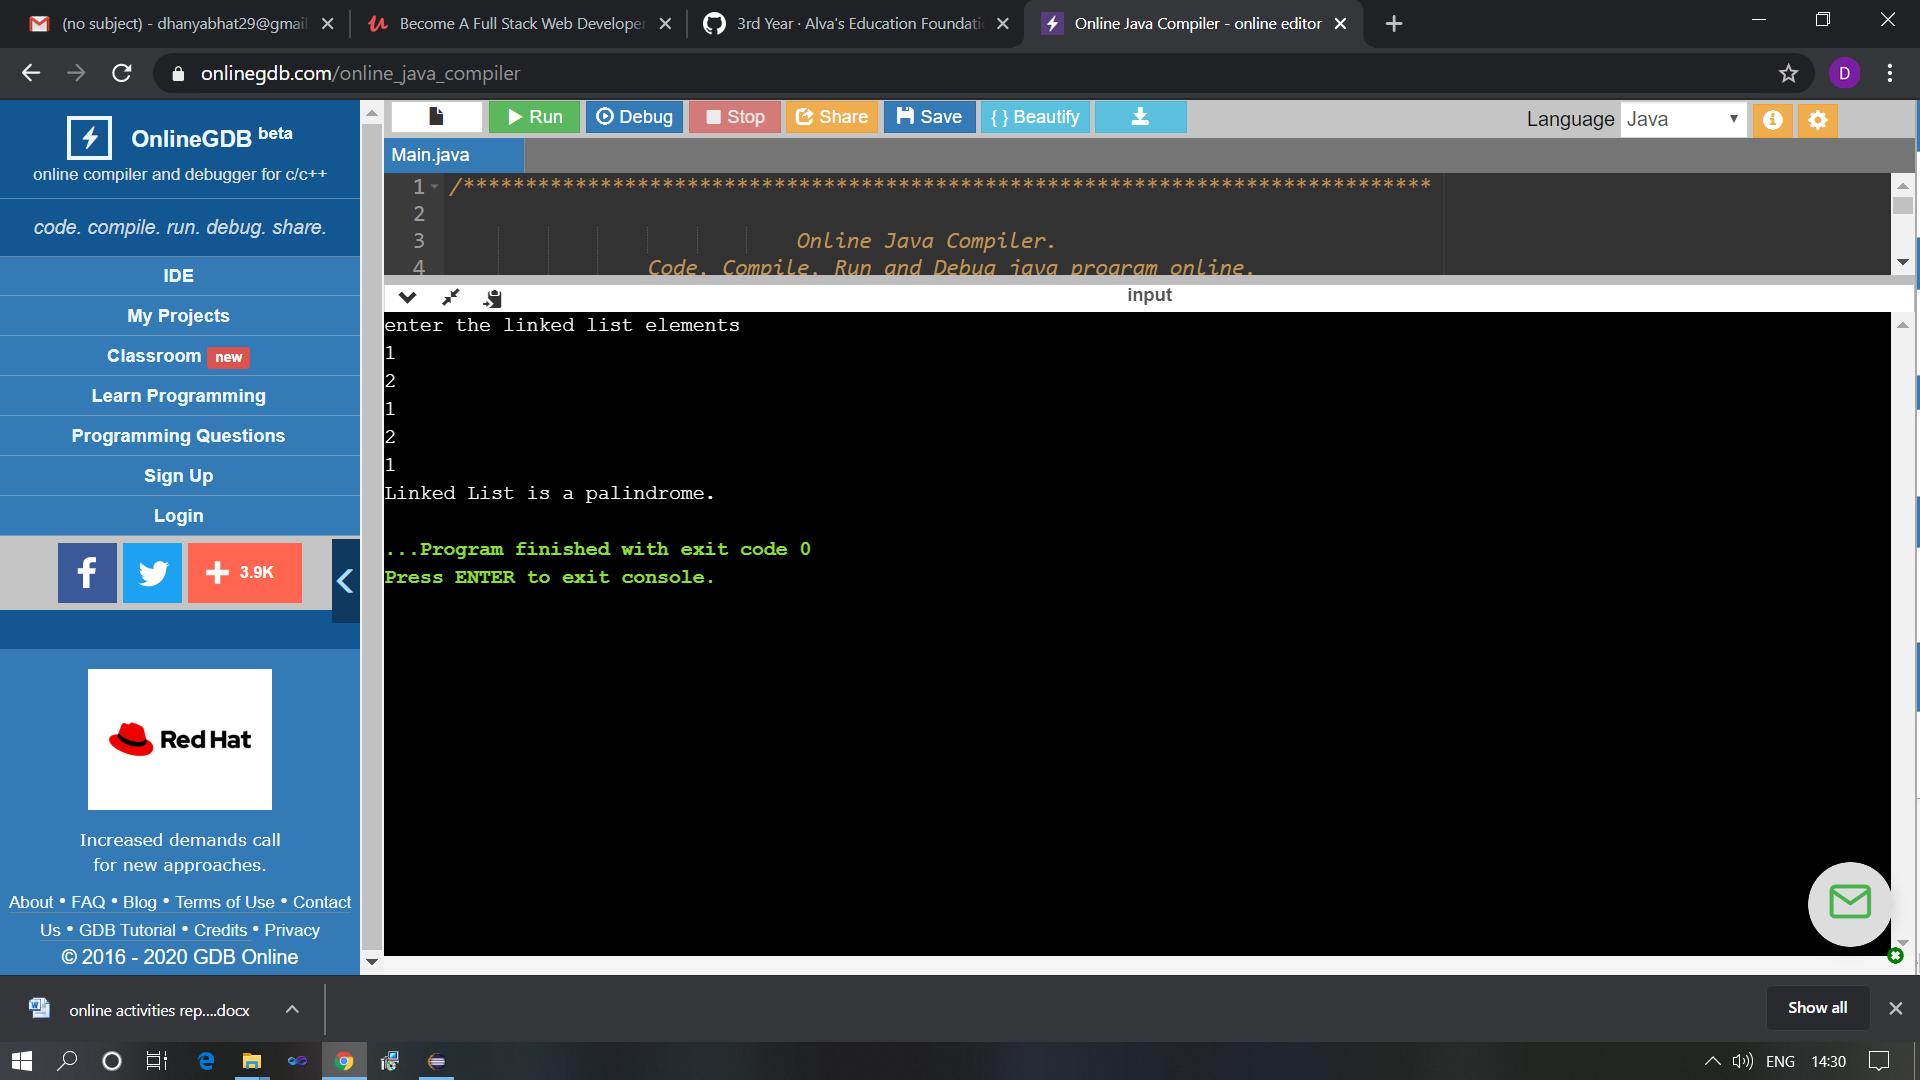 (no subject) - dhanyabhat29@gmail
Become A Full Stack Web Developer
3rd Year · Alva's Education Foundati
Online Java Compiler - online editor
onlinegdb.com/online_java_compiler
D
OnlineGDB beta
online compiler and debugger for c/c++
code. compile. run. debug. share.
IDE
My Projects
Classroom new
Learn Programming
Programming Questions
Sign Up
Login
3.9K
Red Hat
Increased demands call
for new approaches.
About • FAQ • Blog • Terms of Use • Contact
Us • GDB Tutorial • Credits • Privacy
© 2016 - 2020 GDB Online
Run Debug Stop Share Save { } Beautify
Language Java
Main.java
1 /******************************************************************************
2
3 Online Java Compiler.
4 Code, Compile, Run and Debug java program online.
input
enter the linked list elements
1
2
1
2
1
Linked List is a palindrome.
...Program finished with exit code 0
Press ENTER to exit console.
online activities rep....docx
Show all
ENG 14:30